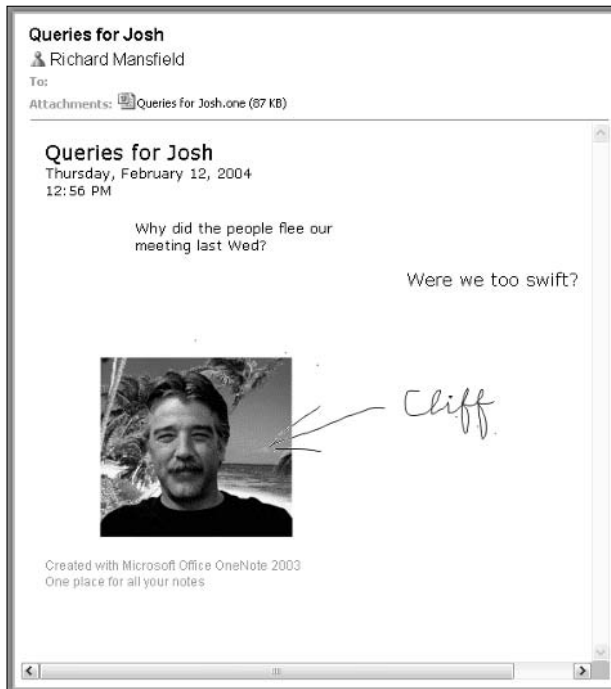 Queries for Josh
Richard Mansfield
To:
Attachments: Queries for Josh.one (87 KB)
Queries for Josh
Thursday, February 12, 2004
12:56 PM
Why did the people flee our
meeting last Wed?
Were we too swift?
Cliff
Created with Microsoft Office OneNote 2003
One place for all your notes